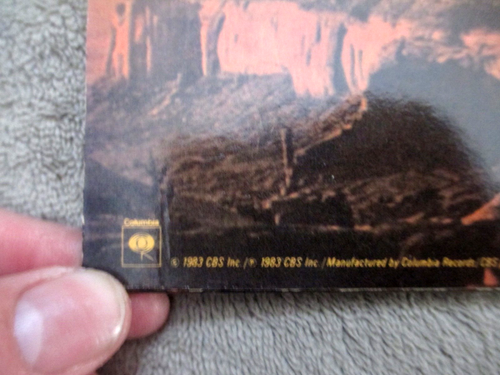 Columbia
© 1983 CBS Inc. / ℗ 1983 CBS Inc. / Manufactured by Columbia Records / CBS